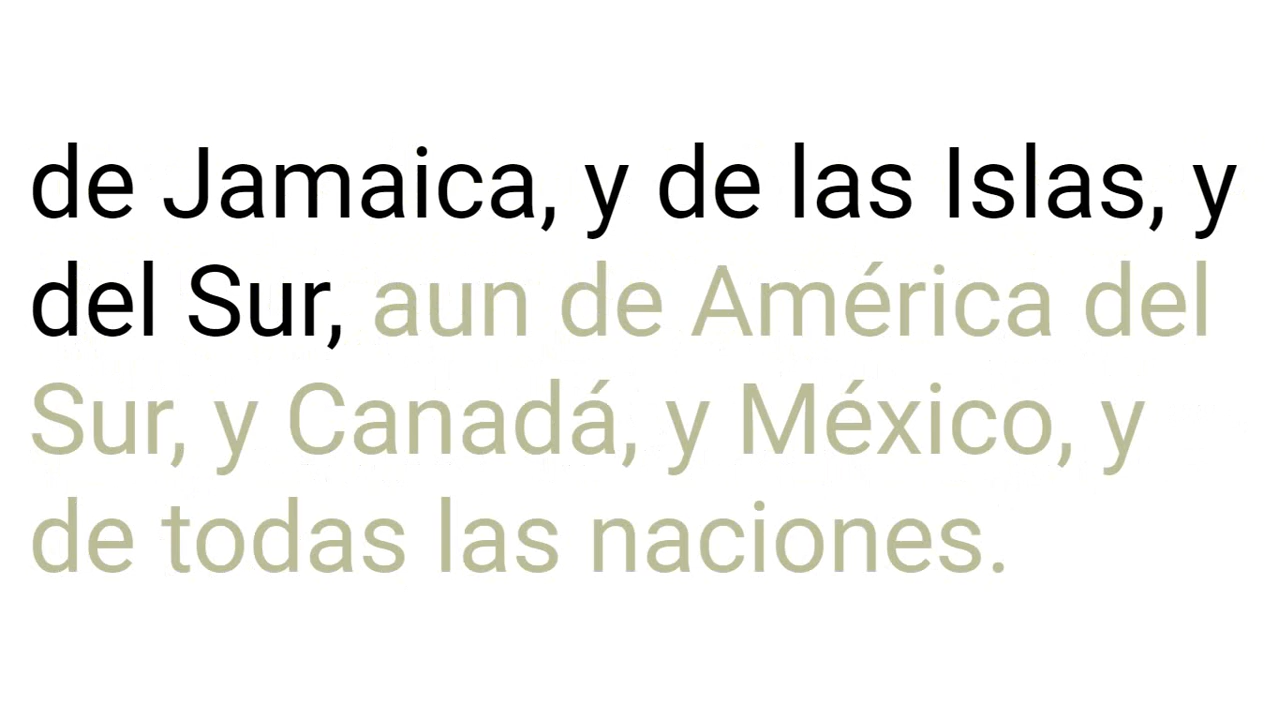 de Jamaica, y de las Islas, y
del Sur, aun de América del
Sur, y Canadá, y México, y
de todas las naciones.